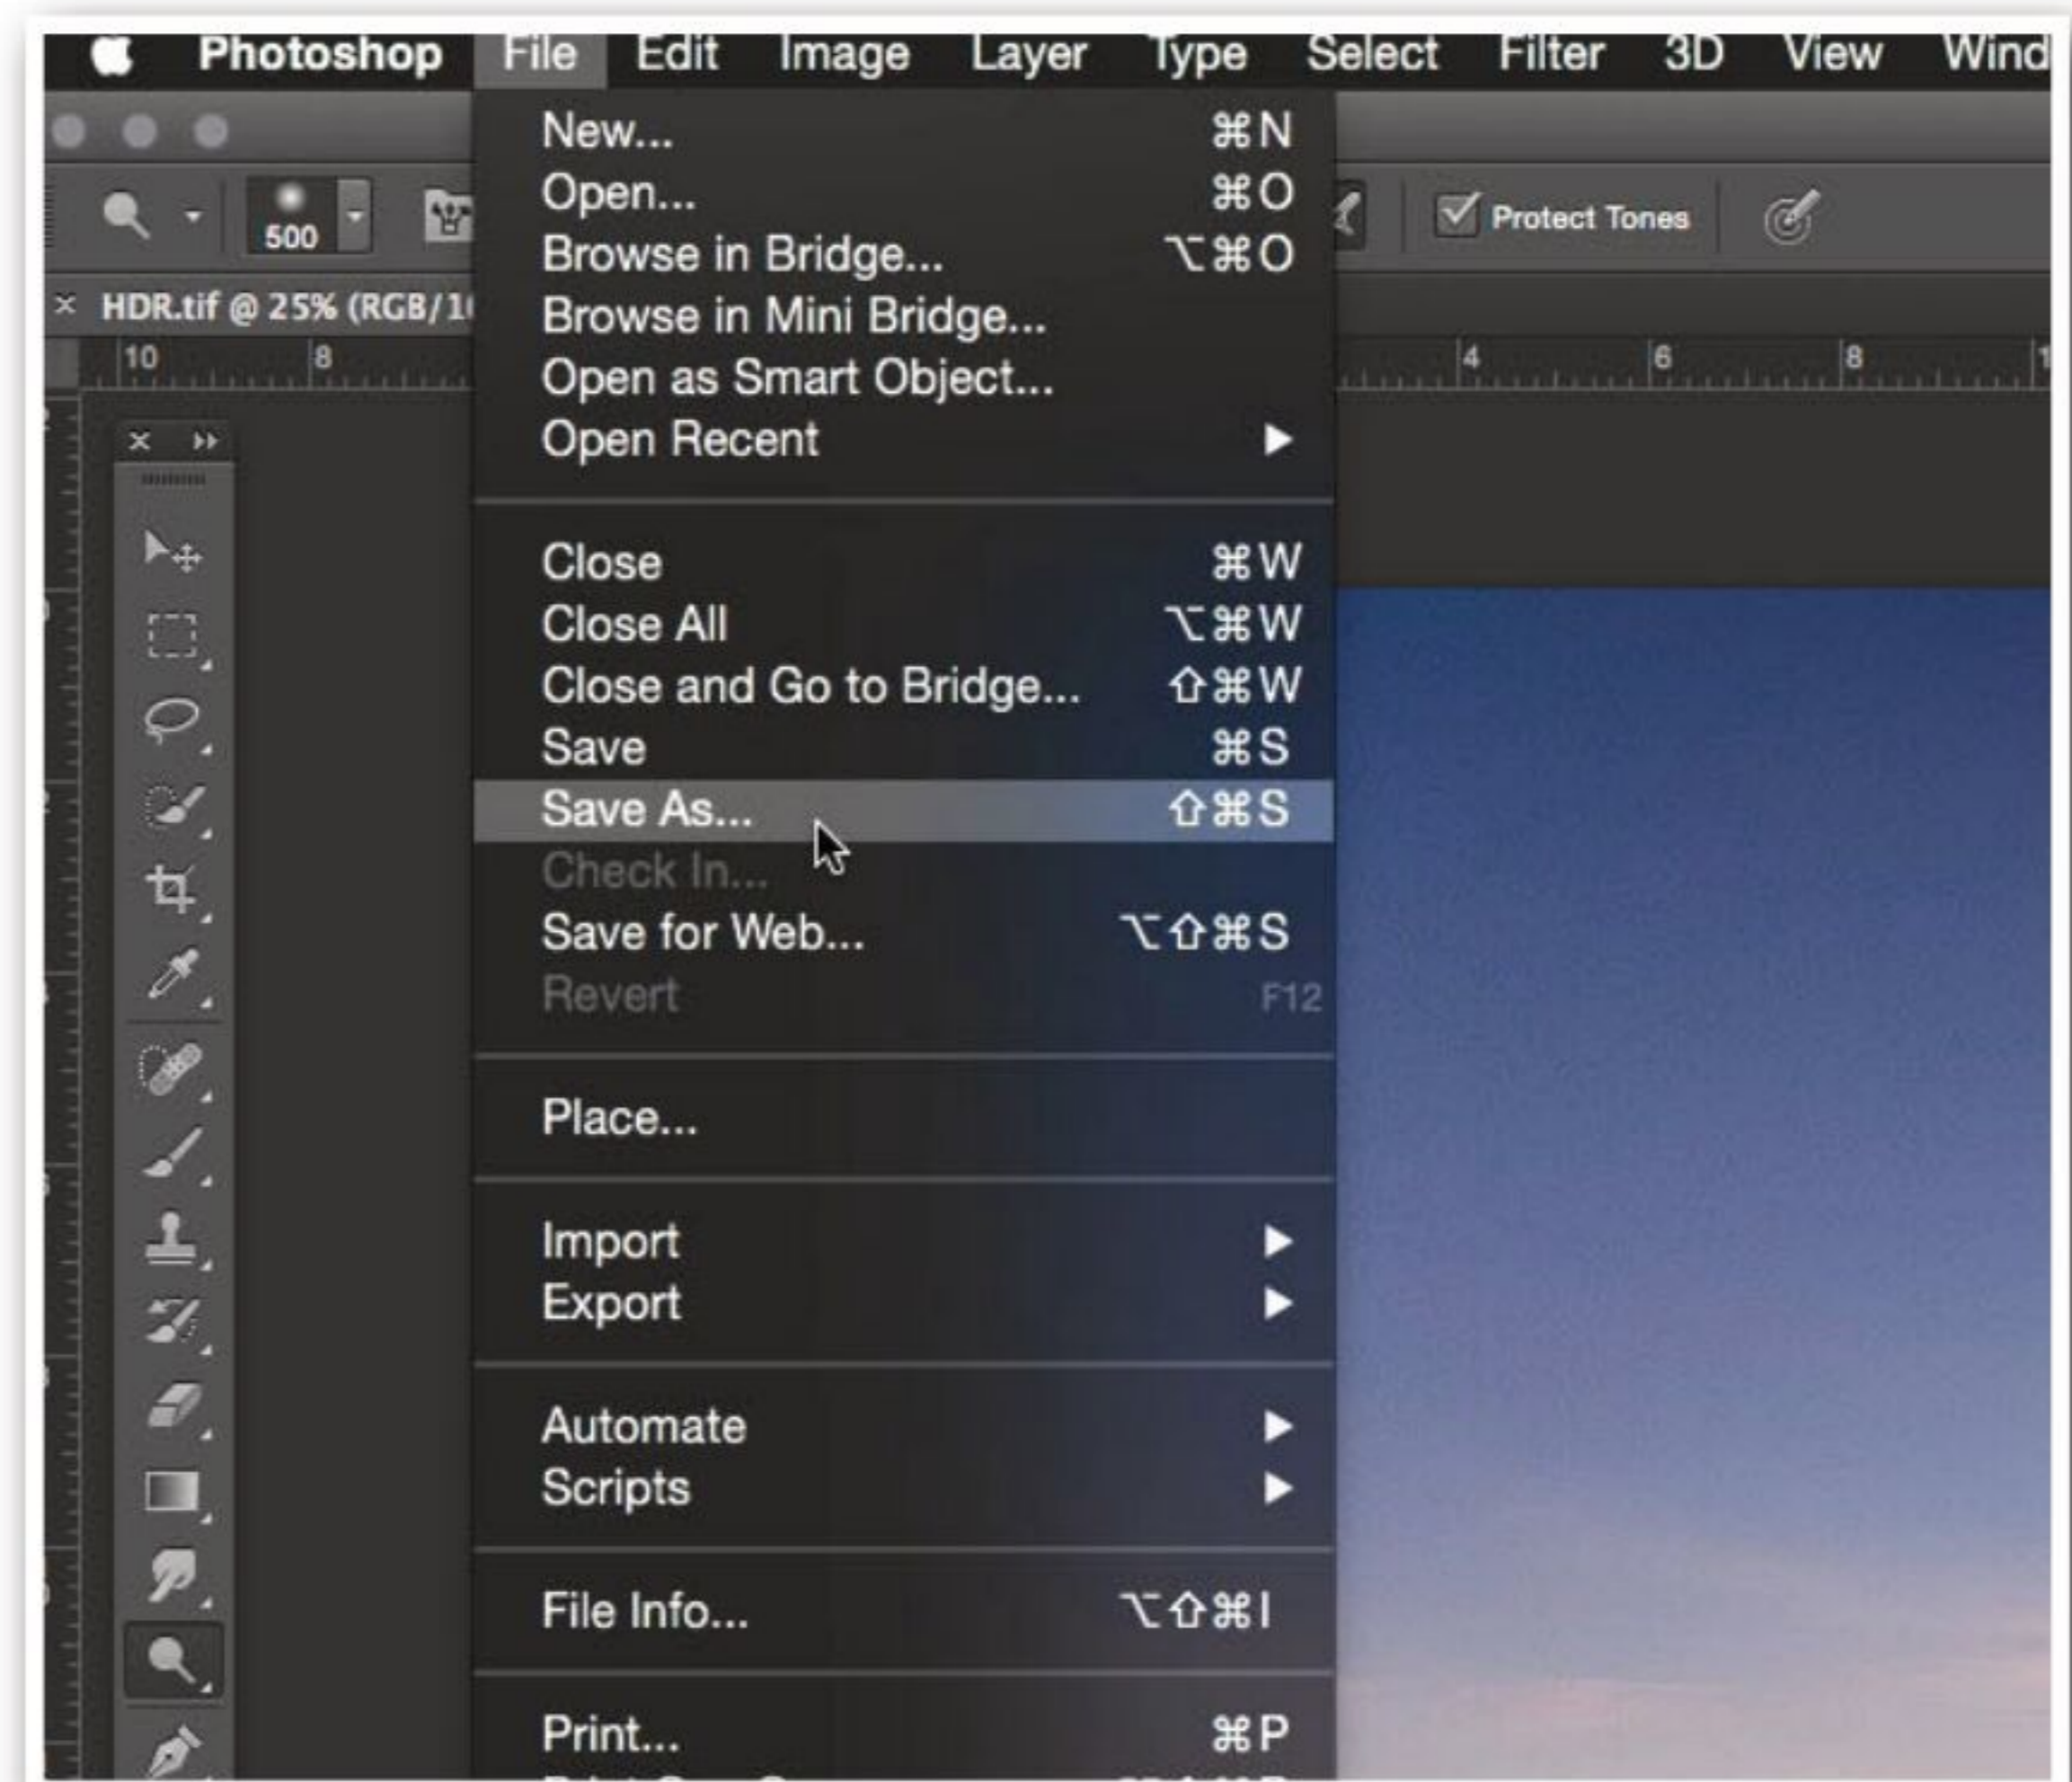 Photoshop File Edit Image Layer Type Select Filter 3D View Wind
New... ⌘N
Open... ⌘O
500
Protect Tones
Browse in Bridge... ⌥⌘O
HDR.tif @ 25% (RGB/1
Browse in Mini Bridge...
10 8 4 6 8 1
Open as Smart Object...
Open Recent ▶
Close ⌘W
Close All ⌥⌘W
Close and Go to Bridge... ⇧⌘W
Save ⌘S
Save As... ⇧⌘S
Check In...
Save for Web... ⌥⇧⌘S
Revert F12
Place...
Import ▶
Export ▶
Automate ▶
Scripts ▶
File Info... ⌥⇧⌘I
Print... ⌘P